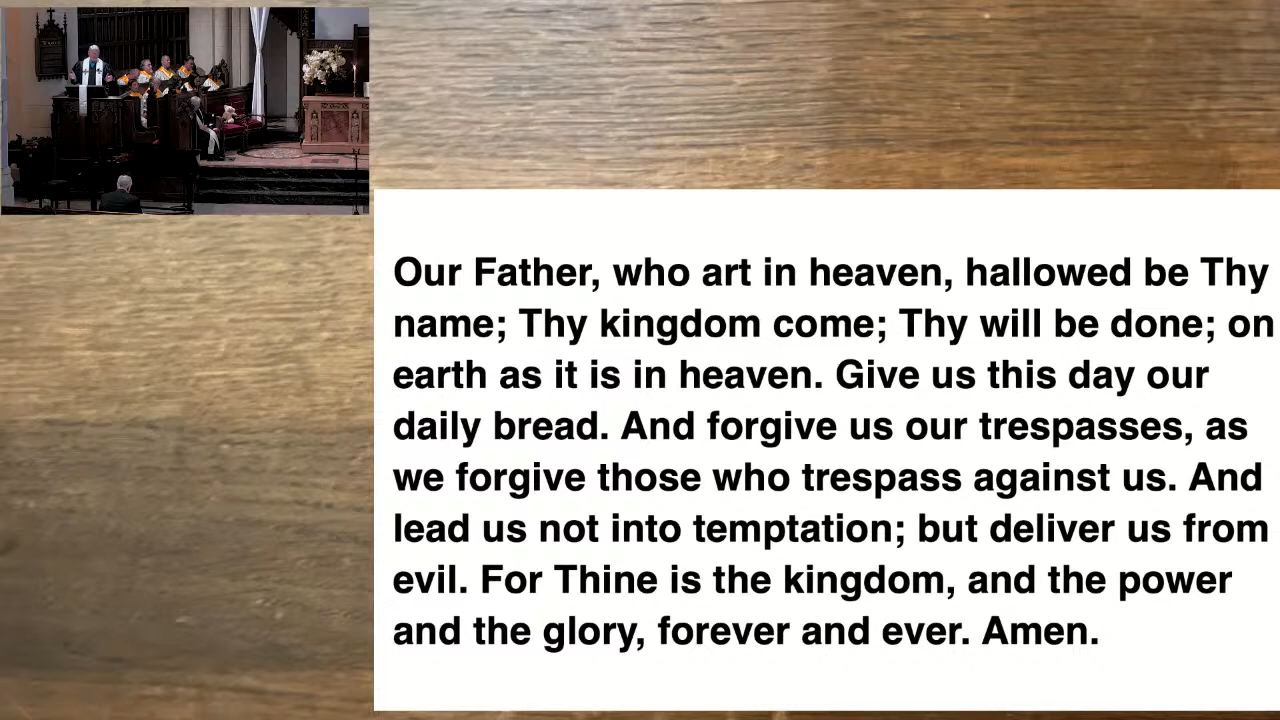 Our Father, who art in heaven, hallowed be Thy
name; Thy kingdom come; Thy will be done; on
earth as it is in heaven. Give us this day our
daily bread. And forgive us our trespasses, as
we forgive those who trespass against us. And
lead us not into temptation; but deliver us from
evil. For Thine is the kingdom, and the power
and the glory, forever and ever. Amen.